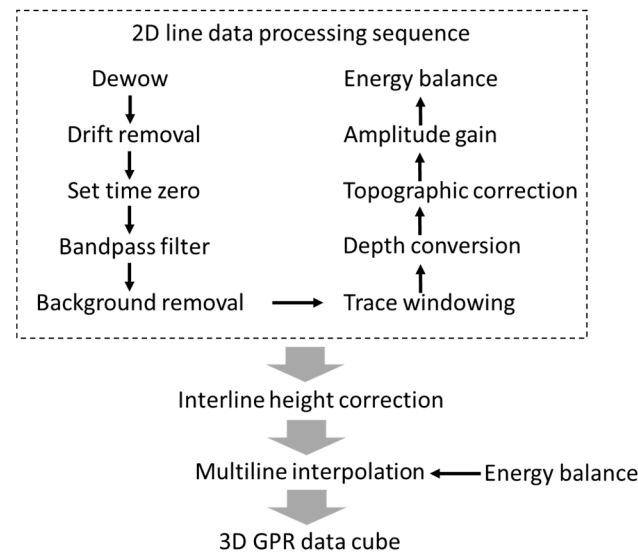 2D line data processing sequence
Dewow
Drift removal
Set time zero
Bandpass filter
Background removal
Trace windowing
Depth conversion
Topographic correction
Amplitude gain
Energy balance
Interline height correction
Multiline interpolation
Energy balance
3D GPR data cube